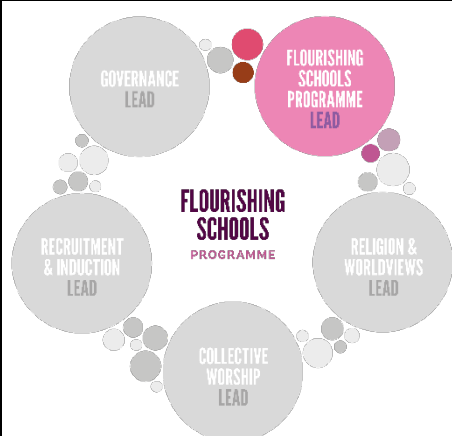 GOVERNANCE
LEAD
FLOURISHING
SCHOOLS
PROGRAMME
LEAD
FLOURISHING
SCHOOLS
PROGRAMME
RECRUITMENT
& INDUCTION
LEAD
RELIGION &
WORLDVIEWS
LEAD
COLLECTIVE
WORSHIP
LEAD